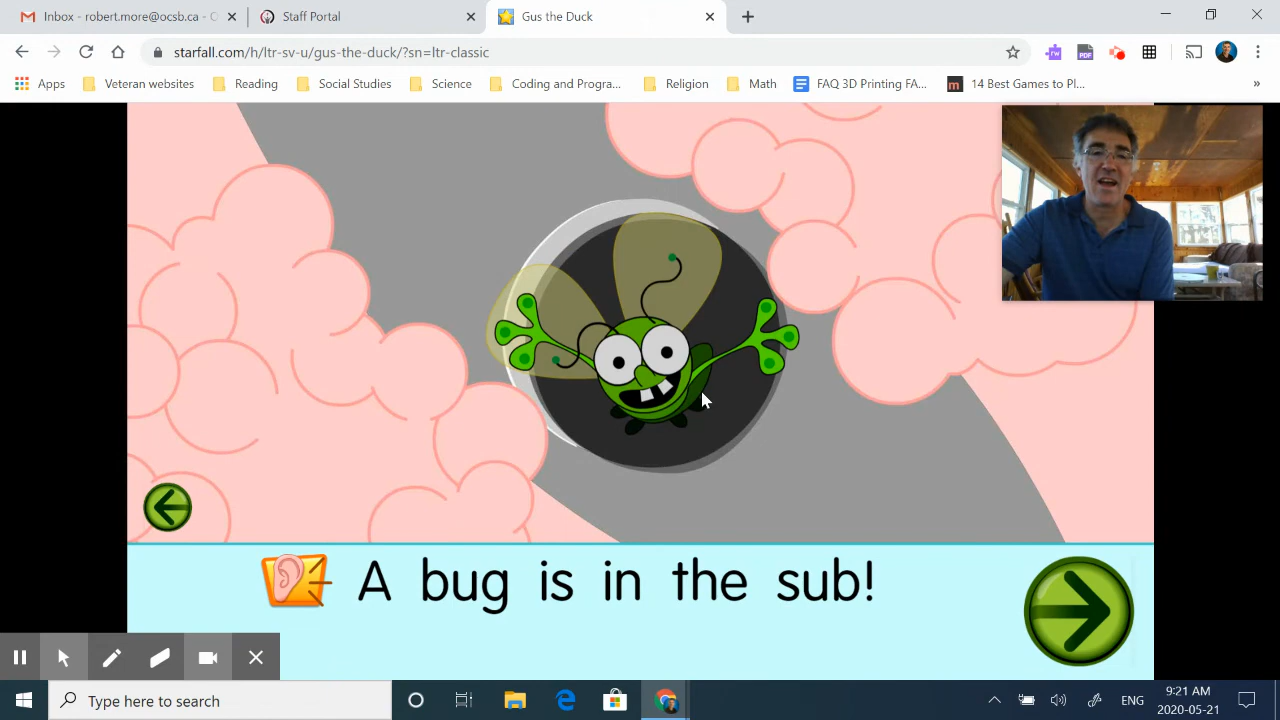 Inbox - robert.more@ocsb.ca - G
Staff Portal
Gus the Duck
starfall.com/h/ltr-sv-u/gus-the-duck/?sn=ltr-classic
rw
PDF
Apps
Veteran websites
Reading
Social Studies
Science
Coding and Progra...
Religion
Math
FAQ 3D Printing FA...
m
14 Best Games to Pl...
»
A bug is in the sub!
Type here to search
ENG
9:21 AM
2020-05-21